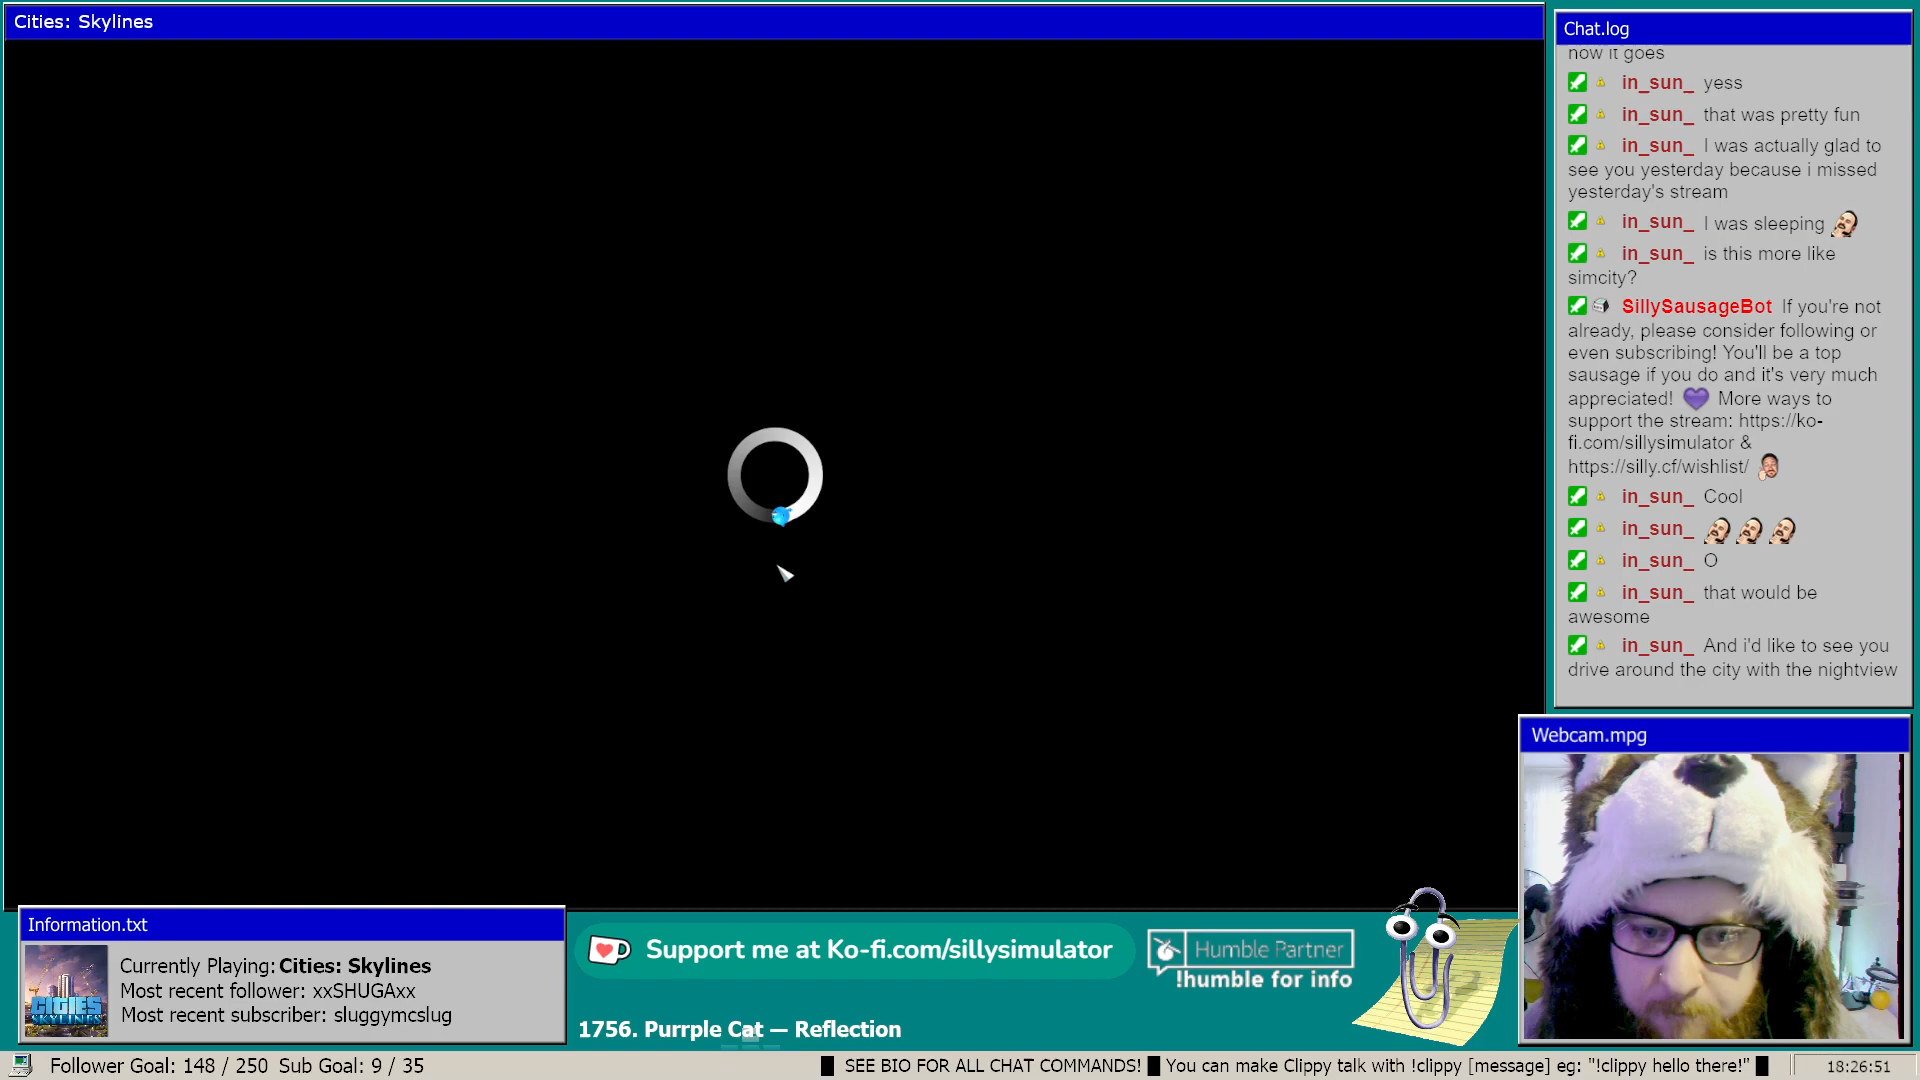 Cities: Skylines
Chat.log
now it goes
in_sun_ yess
in_sun_ that was pretty fun
in_sun_ I was actually glad to
see you yesterday because i missed
yesterday's stream
in_sun_ I was sleeping
in_sun_ is this more like
simcity?
SillySausageBot If you're not
already, please consider following or
even subscribing! You'll be a top
sausage if you do and it's very much
appreciated! More ways to
support the stream: https://ko-
fi.com/sillysimulator &
https://silly.cf/wishlist/
in_sun_ Cool
in_sun_
in_sun_ O
in_sun_ that would be
awesome
in_sun_ And i'd like to see you
drive around the city with the nightview
Webcam.mpg
Information.txt
CITIES
SKYLINES
Currently Playing: Cities: Skylines
Most recent follower: xxSHUGAxx
Most recent subscriber: sluggymcslug
Support me at Ko-fi.com/sillysimulator
Humble Partner
!humble for info
1756. Purrple Cat — Reflection
Follower Goal: 148 / 250 Sub Goal: 9 / 35
SEE BIO FOR ALL CHAT COMMANDS! You can make Clippy talk with !clippy [message] eg: "!clippy hello there!"
18:26:51